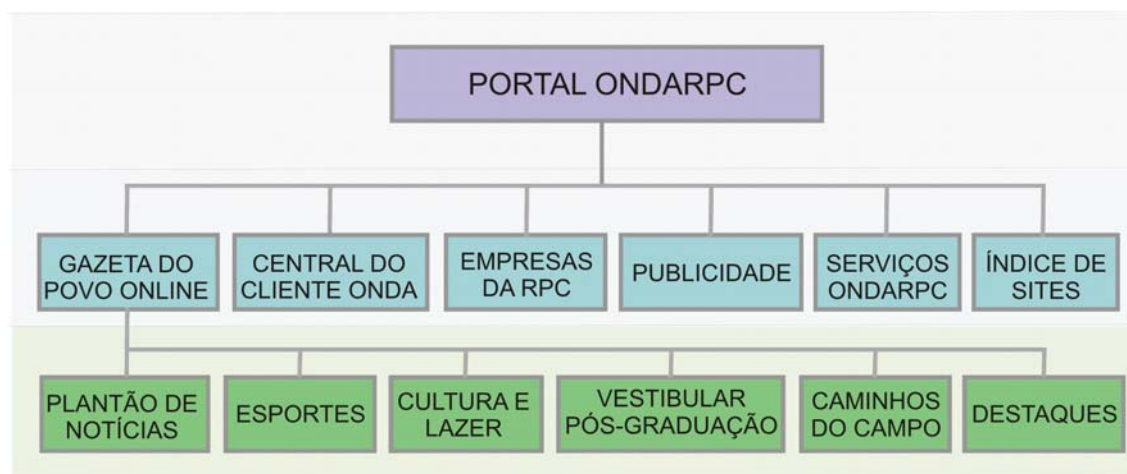 PORTAL ONDARPC
GAZETA DO
POVO ONLINE
CENTRAL DO
CLIENTE ONDA
EMPRESAS
DA RPC
PUBLICIDADE
SERVIÇOS
ONDARPC
ÍNDICE DE
SITES
PLANTÃO DE
NOTÍCIAS
ESPORTES
CULTURA E
LAZER
VESTIBULAR
PÓS-GRADUAÇÃO
CAMINHOS
DO CAMPO
DESTAQUES